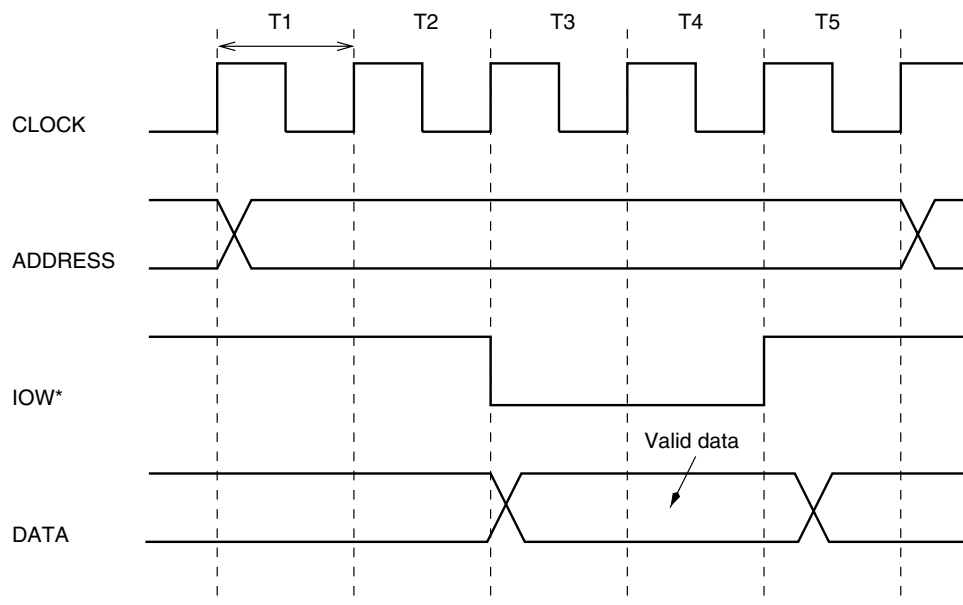 T1 T2 T3 T4 T5
CLOCK
ADDRESS
IOW*
Valid data
DATA